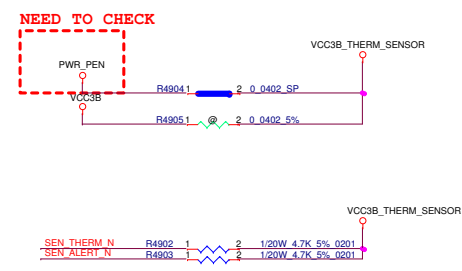 NEED TO CHECK
VCC3B_THERM_SENSOR
PWR_PEN
R4904 1 2 0_0402_SP
VCC3B
R4905 1 @ 2 0_0402_5%
VCC3B_THERM_SENSOR
SEN_THERM_N R4902 1 2 1/20W_4.7K_5%_0201
SEN_ALERT_N R4903 1 2 1/20W_4.7K_5%_0201